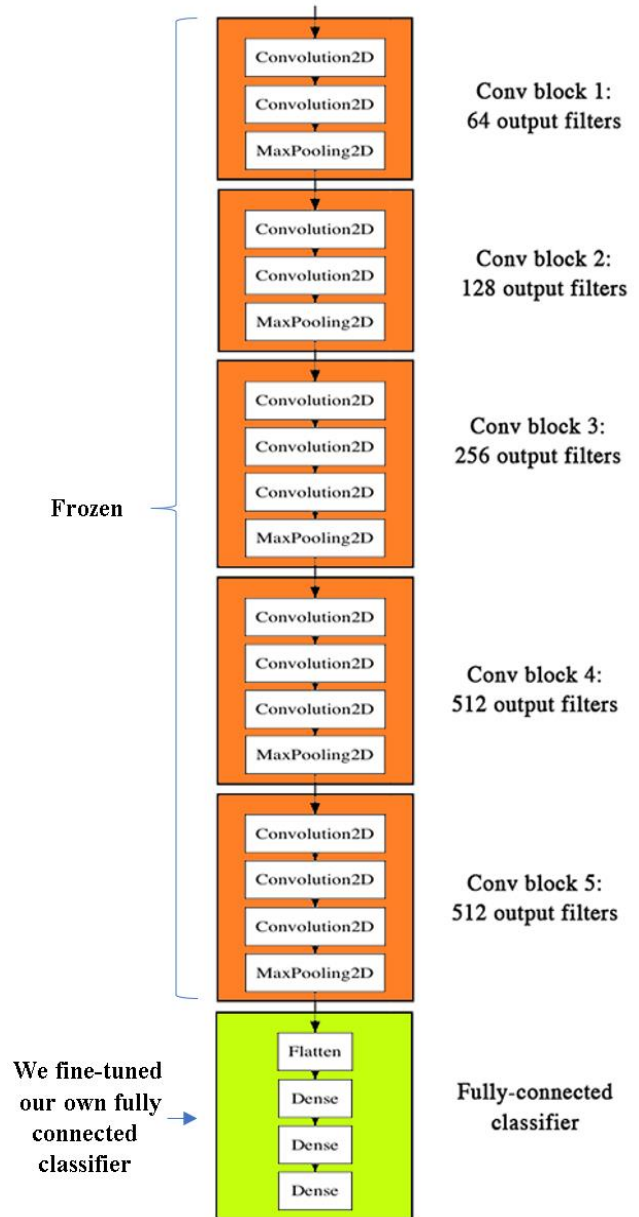 Convolution2D
Convolution2D
MaxPooling2D
Conv block 1:
64 output filters
Convolution2D
Convolution2D
MaxPooling2D
Conv block 2:
128 output filters
Convolution2D
Convolution2D
Convolution2D
MaxPooling2D
Conv block 3:
256 output filters
Frozen
Convolution2D
Convolution2D
Convolution2D
MaxPooling2D
Conv block 4:
512 output filters
Convolution2D
Convolution2D
Convolution2D
MaxPooling2D
Conv block 5:
512 output filters
We fine-tuned
our own fully
connected
classifier
Flatten
Dense
Dense
Dense
Fully-connected
classifier